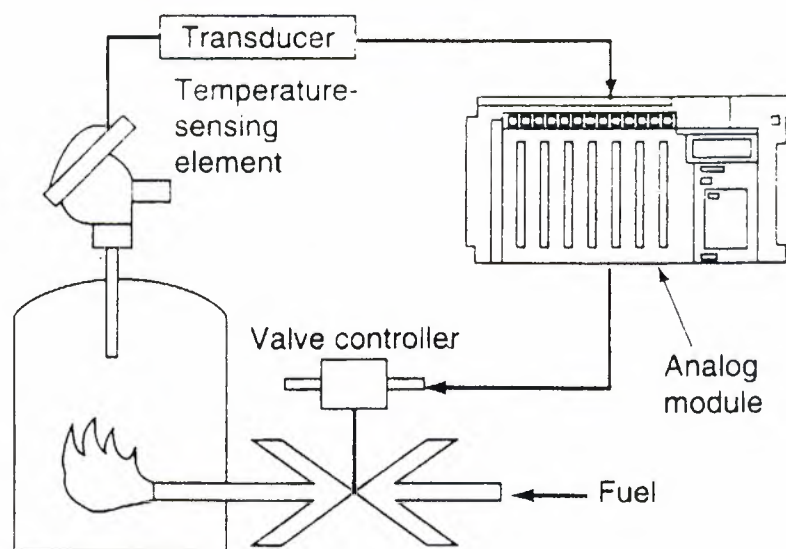 Transducer
Temperature-
sensing
element
Valve controller
Analog
module
Fuel